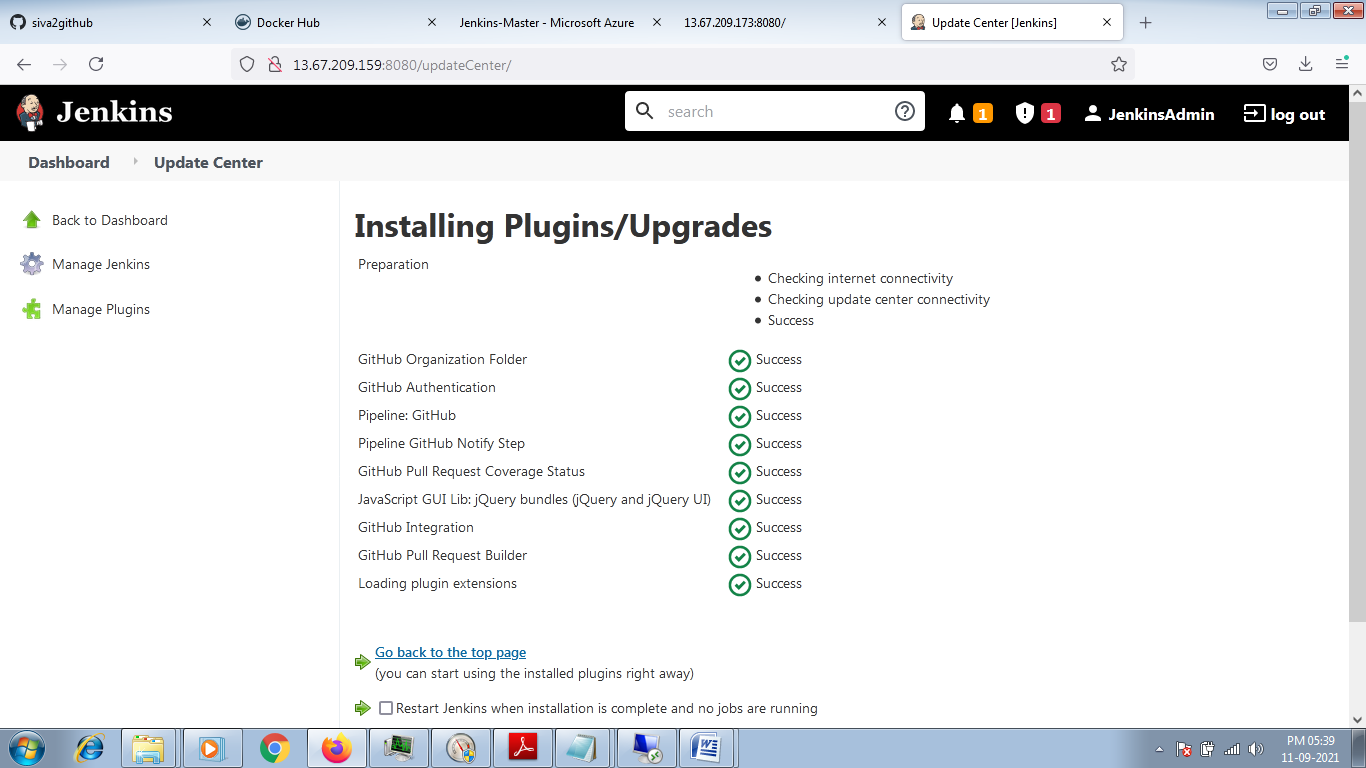 siva2github
Docker Hub
Jenkins-Master - Microsoft Azure
13.67.209.173:8080/
Update Center [Jenkins]
13.67.209.159:8080/updateCenter/
Jenkins
search
1
1
JenkinsAdmin
log out
Dashboard
Update Center
Back to Dashboard
Manage Jenkins
Manage Plugins
Installing Plugins/Upgrades
Preparation
Checking internet connectivity
Checking update center connectivity
Success
GitHub Organization Folder Success
GitHub Authentication Success
Pipeline: GitHub Success
Pipeline GitHub Notify Step Success
GitHub Pull Request Coverage Status Success
JavaScript GUI Lib: jQuery bundles (jQuery and jQuery UI) Success
GitHub Integration Success
GitHub Pull Request Builder Success
Loading plugin extensions Success
Go back to the top page
(you can start using the installed plugins right away)
Restart Jenkins when installation is complete and no jobs are running
PM 05:39
11-09-2021